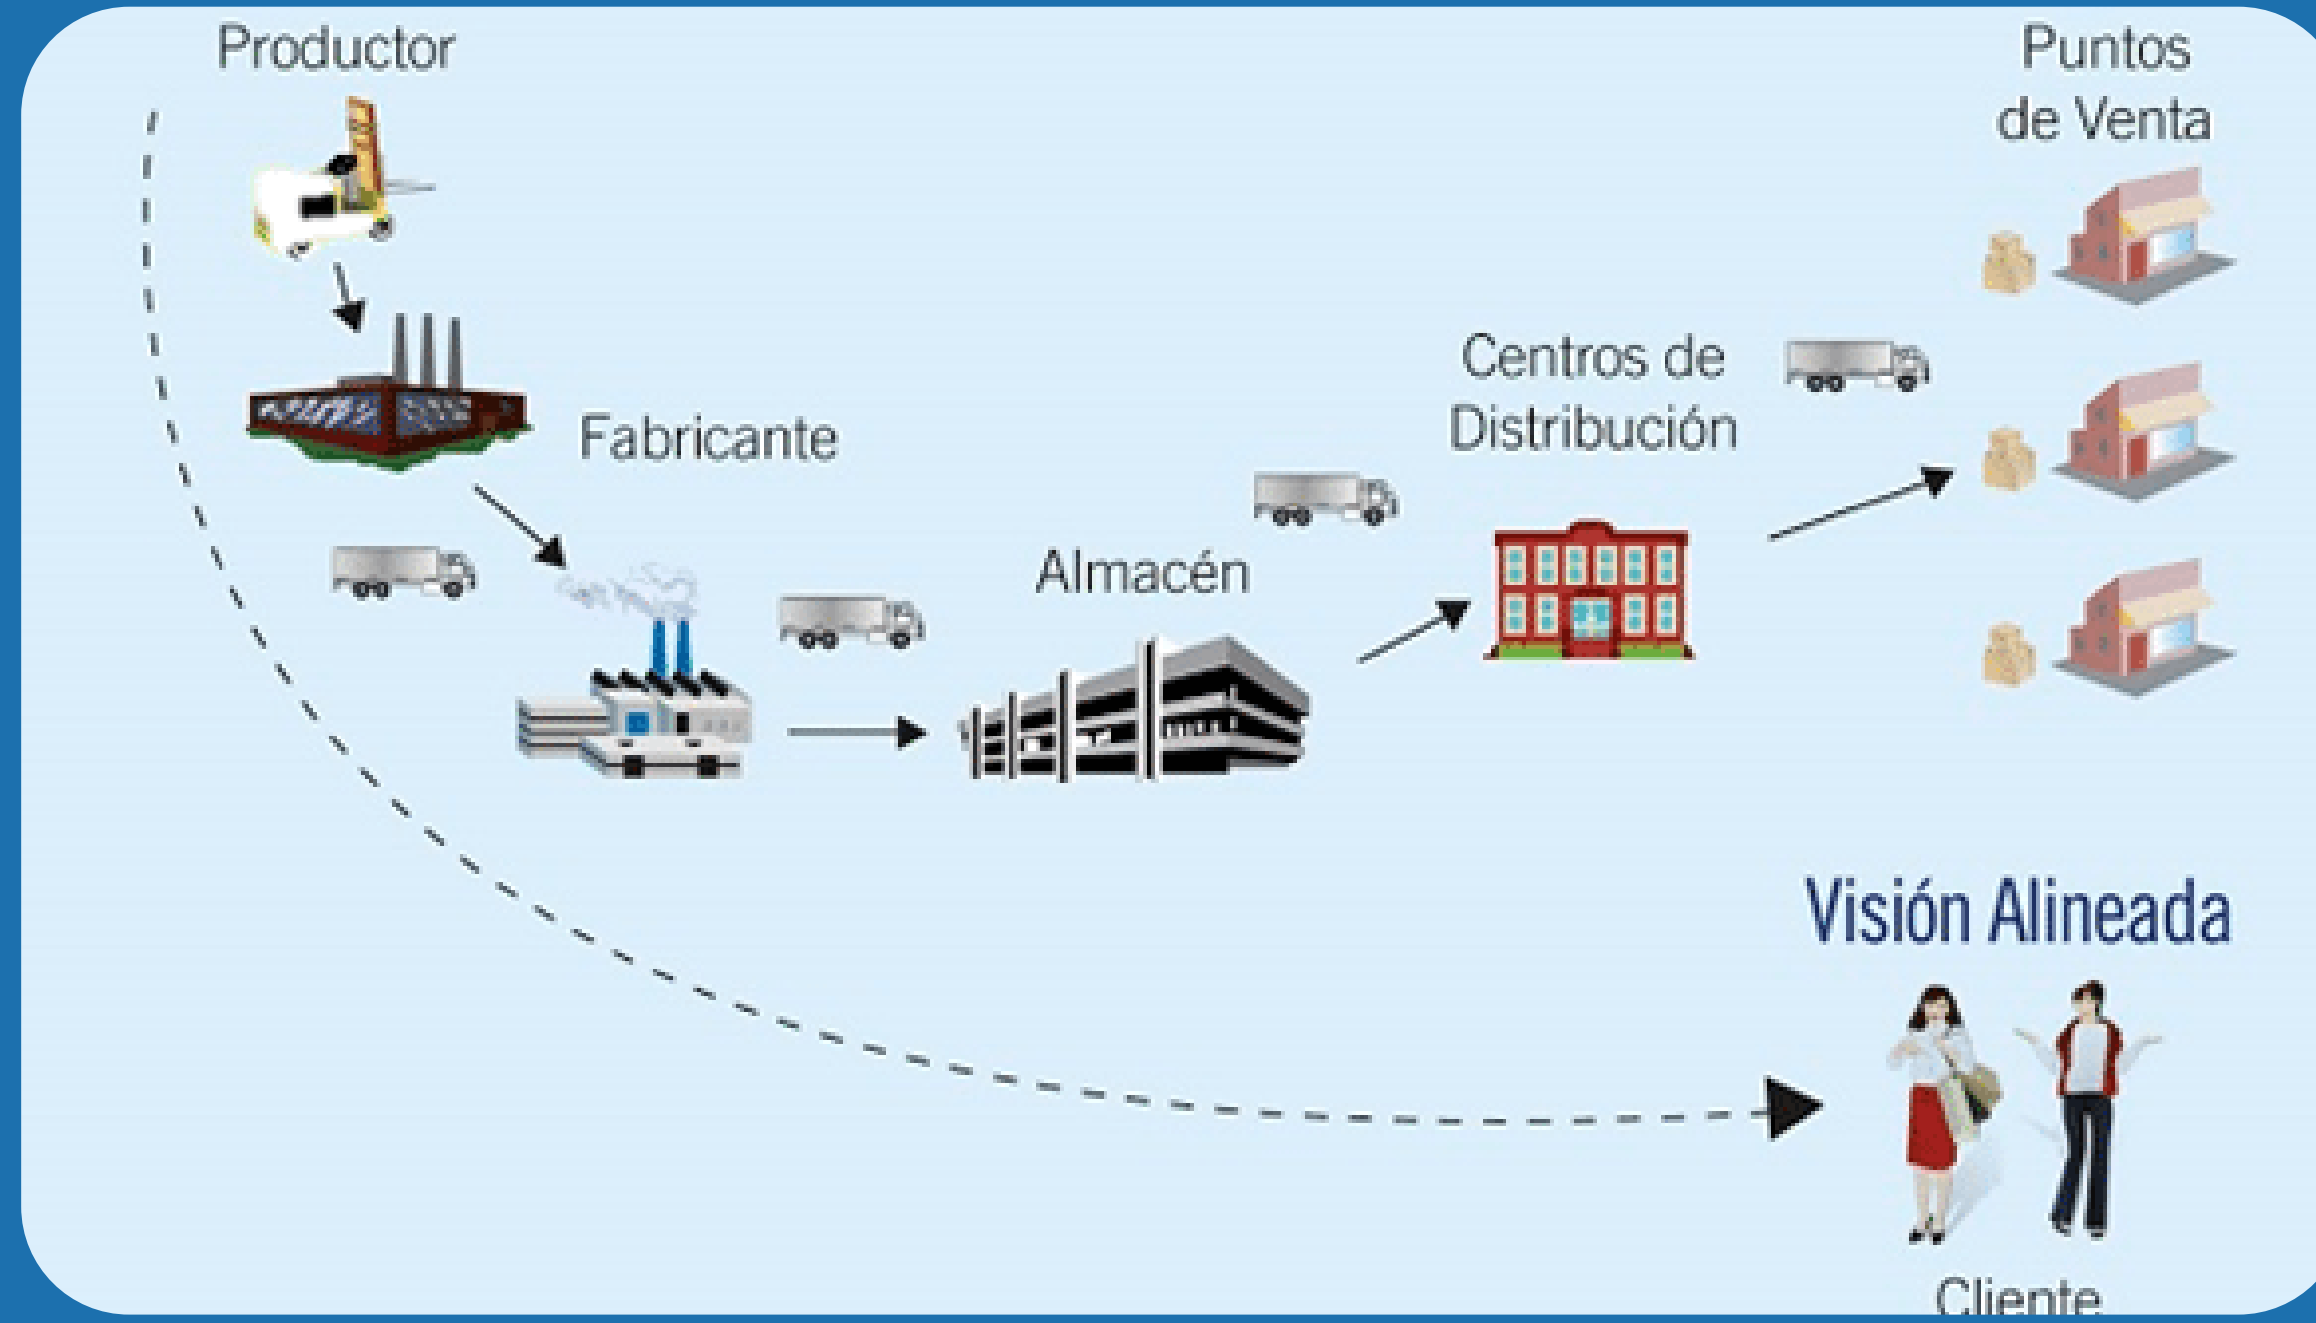 Productor
Puntos
de Venta
Fabricante
Centros de
Distribución
Almacén
Visión Alineada
Cliente